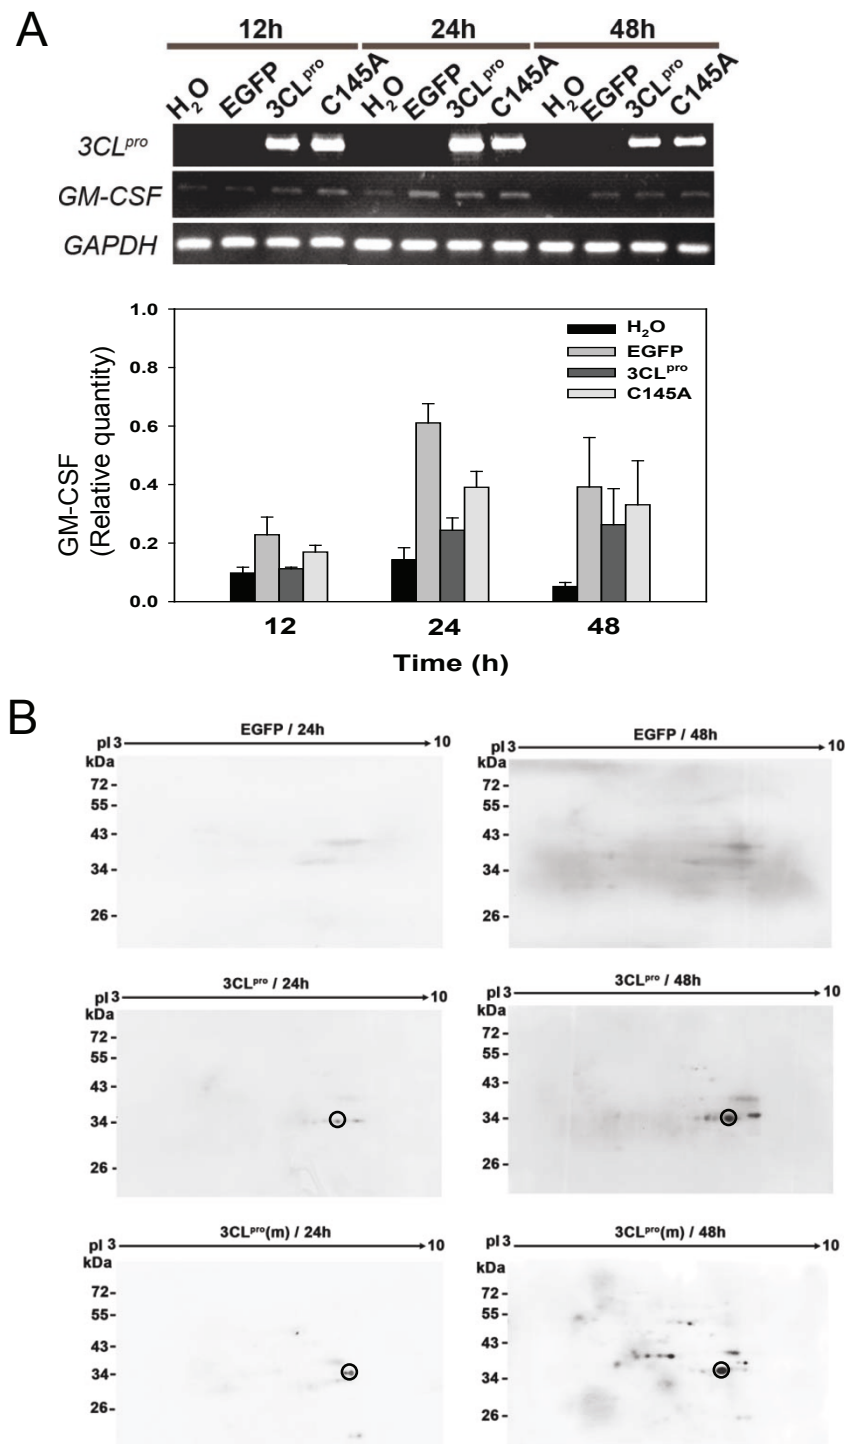 A
12h 24h 48h
H2O EGFP 3CLpro C145A H2O EGFP 3CLpro C145A H2O EGFP 3CLpro C145A
3CLpro
GM-CSF
GAPDH
GM-CSF
(Relative quantity)
1.0
0.8
0.6
0.4
0.2
0.0
H2O
EGFP
3CLpro
C145A
12 24 48
Time (h)
B
EGFP / 24h
pI 3 10
kDa
72
55
43
34
26
EGFP / 48h
pI 3 10
kDa
72
55
43
34
26
3CLpro / 24h
pI 3 10
kDa
72
55
43
34
26
3CLpro / 48h
pI 3 10
kDa
72
55
43
34
26
3CLpro(m) / 24h
pI 3 10
kDa
72
55
43
34
26
3CLpro(m) / 48h
pI 3 10
kDa
72
55
43
34
26